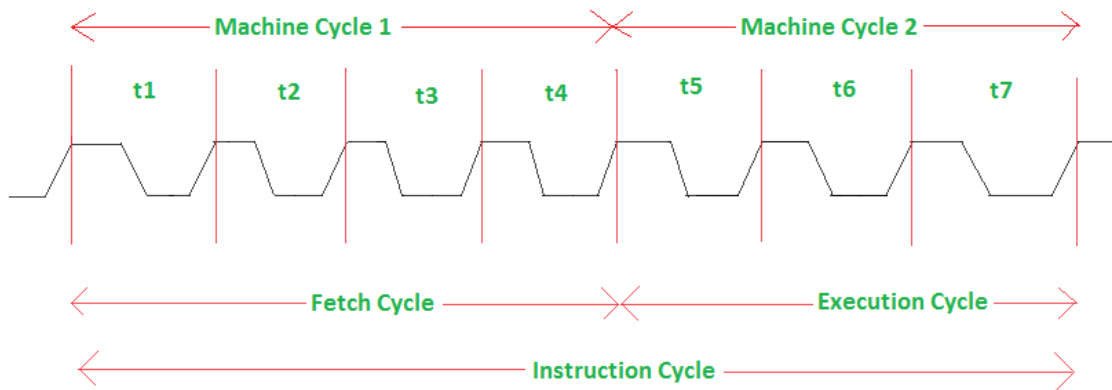 Machine Cycle 1 Machine Cycle 2
t1 t2 t3 t4 t5 t6 t7
Fetch Cycle Execution Cycle
Instruction Cycle